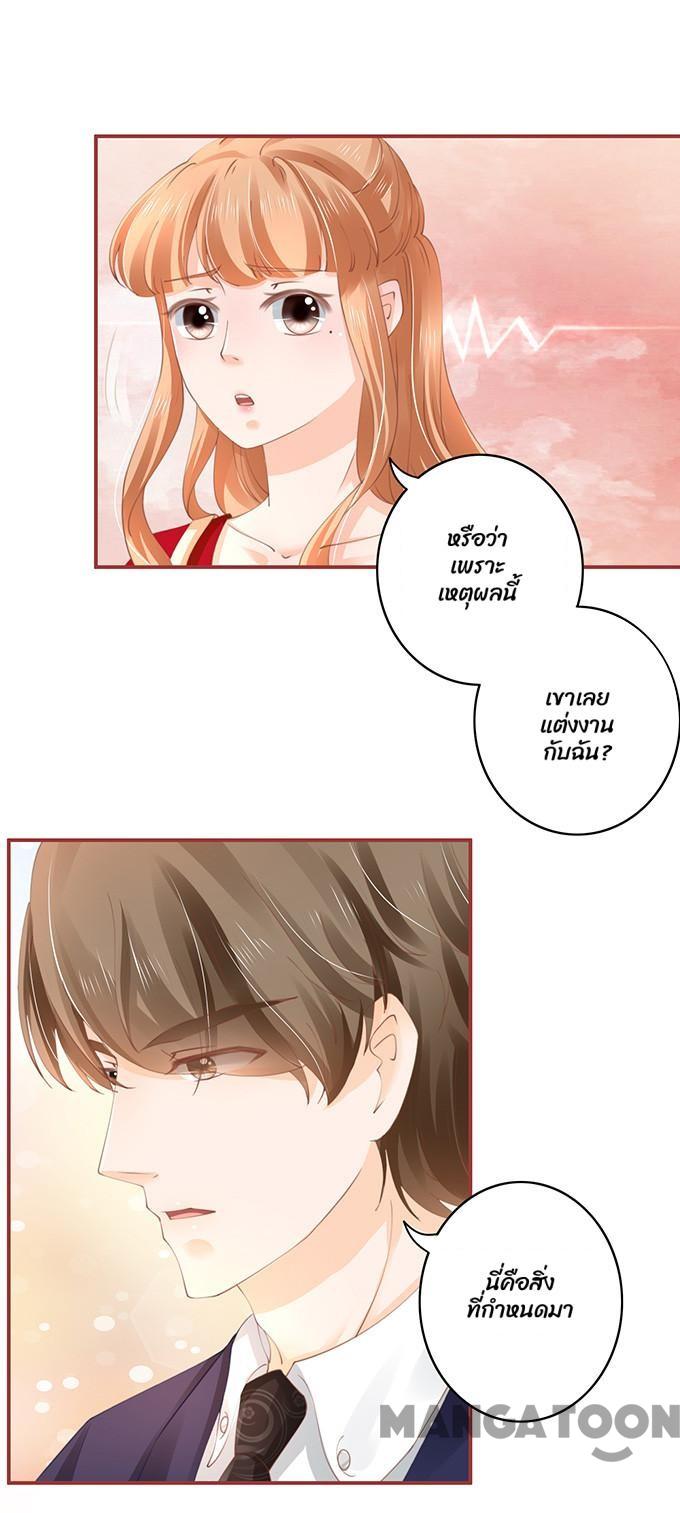 หรือว่า
เพราะ
เหตุผลนี้
เขาเลย
แต่งงาน
กับฉัน?
นี่คือสิ่ง
ที่กำหนดมา
MANGATOON